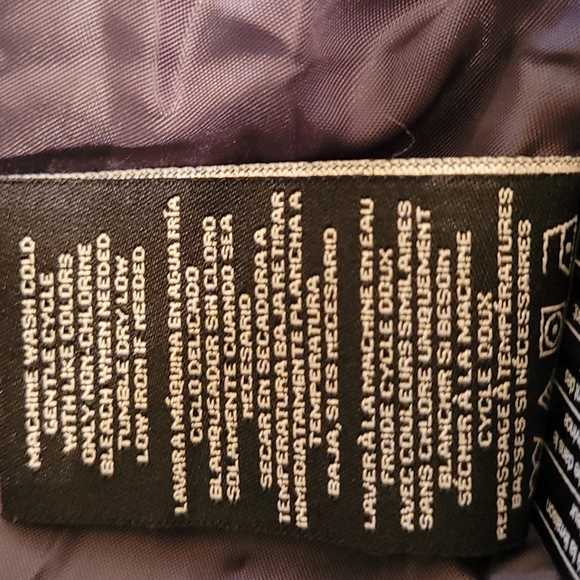 MACHINE WASH COLD
GENTLE CYCLE
WITH LIKE COLORS
ONLY NON-CHLORINE
BLEACH WHEN NEEDED
TUMBLE DRY LOW
LOW IRON IF NEEDED
LAVAR A MÁQUINA EN AGUA FRÍA
CICLO DELICADO
BLANQUEADOR SIN CLORO
SOLAMENTE CUANDO SEA
NECESARIO
SECAR EN SECADORA A
TEMPERATURA BAJA RETIRAR
INMEDIATAMENTE PLANCHA A
TEMPERATURA
BAJA, SI ES NECESARIO
LAVER À LA MACHINE EN EAU
FROIDE CYCLE DOUX
AVEC COULEURS SIMILAIRES
SANS CHLORE UNIQUEMENT
BLANCHIR SI BESOIN
SÉCHER À LA MACHINE
CYCLE DOUX
REPASSAGE À TEMPÉRATURES
BASSES SI NÉCESSAIRES